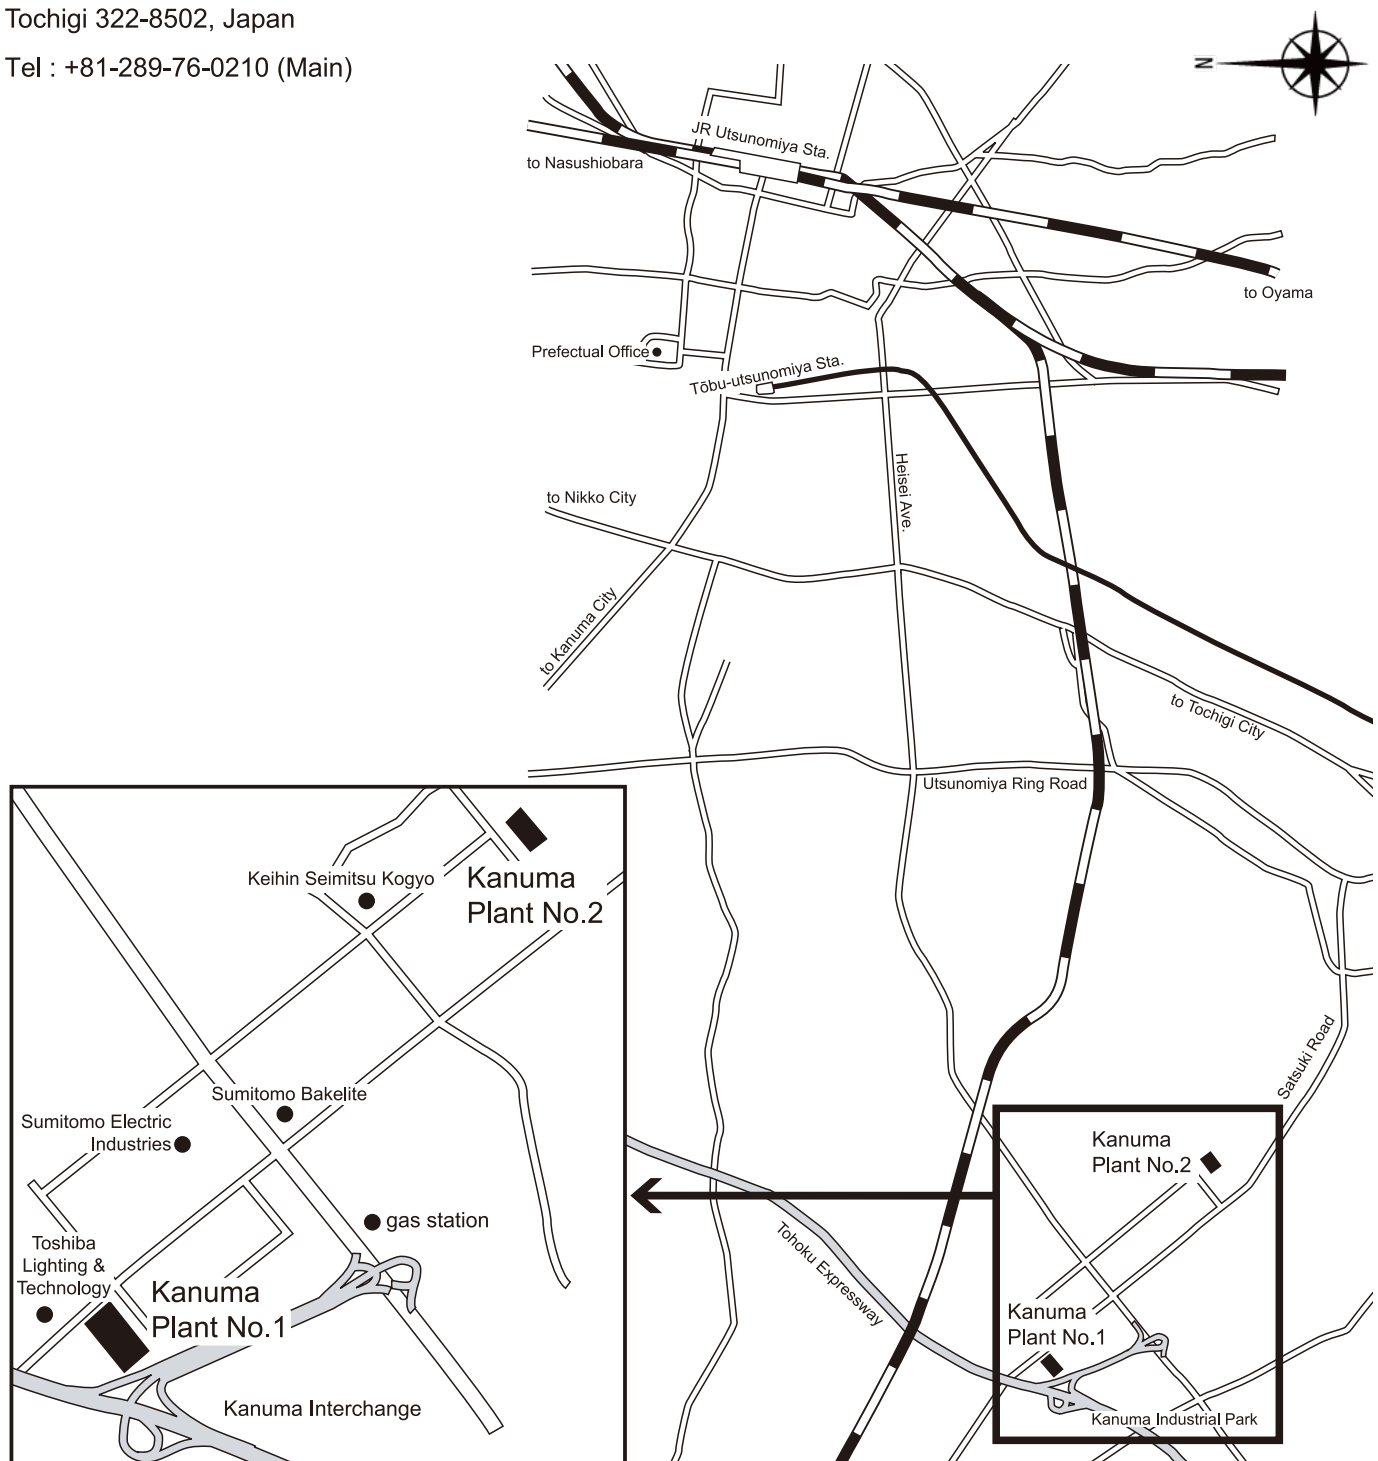 Tochigi 322-8502, Japan
Tel : +81-289-76-0210 (Main)
N
JR Utsunomiya Sta.
to Nasushiobara
to Oyama
Prefectual Office
Tōbu-utsunomiya Sta.
Heisei Ave.
to Nikko City
to Kanuma City
to Tochigi City
Utsunomiya Ring Road
Satsuki Road
Tohoku Expressway
Kanuma
Plant No.2
Kanuma
Plant No.1
Kanuma Industrial Park
Keihin Seimitsu Kogyo
Kanuma
Plant No.2
Sumitomo Bakelite
Sumitomo Electric
Industries
gas station
Toshiba
Lighting &
Technology
Kanuma
Plant No.1
Kanuma Interchange